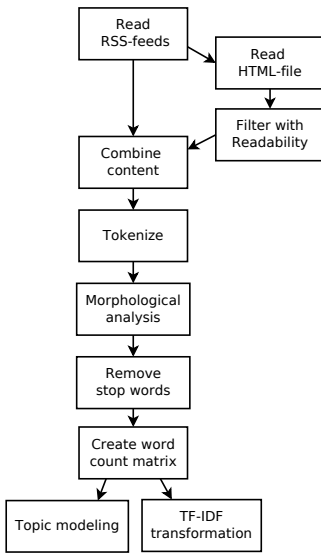 Read
RSS-feeds
Read
HTML-file
Filter with
Readability
Combine
content
Tokenize
Morphological
analysis
Remove
stop words
Create word
count matrix
Topic modeling
TF-IDF
transformation